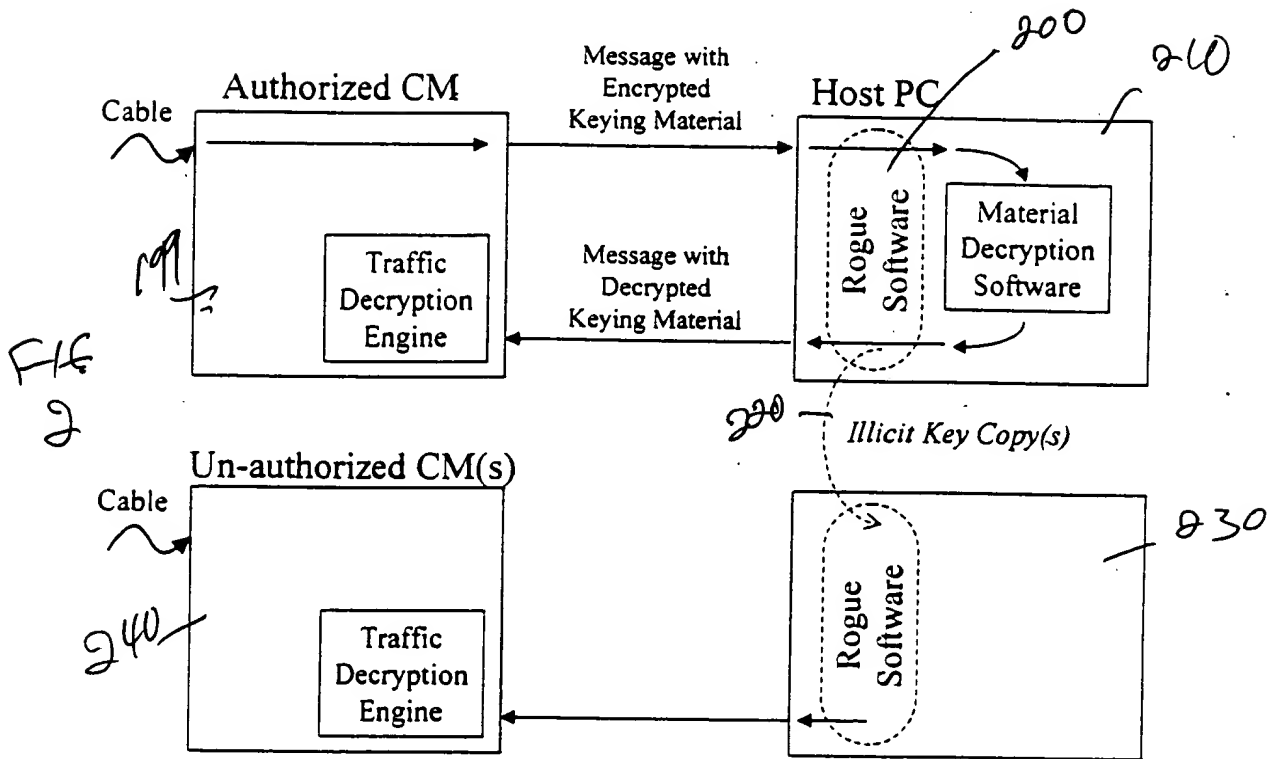 200
210
Message with
Encrypted
Keying Material
Authorized CM
Host PC
Cable
Rogue
Software
Material
Decryption
Software
199
Traffic
Decryption
Engine
Message with
Decrypted
Keying Material
FIG
2
220
Illicit Key Copy(s)
Un-authorized CM(s)
Cable
230
Rogue
Software
240
Traffic
Decryption
Engine